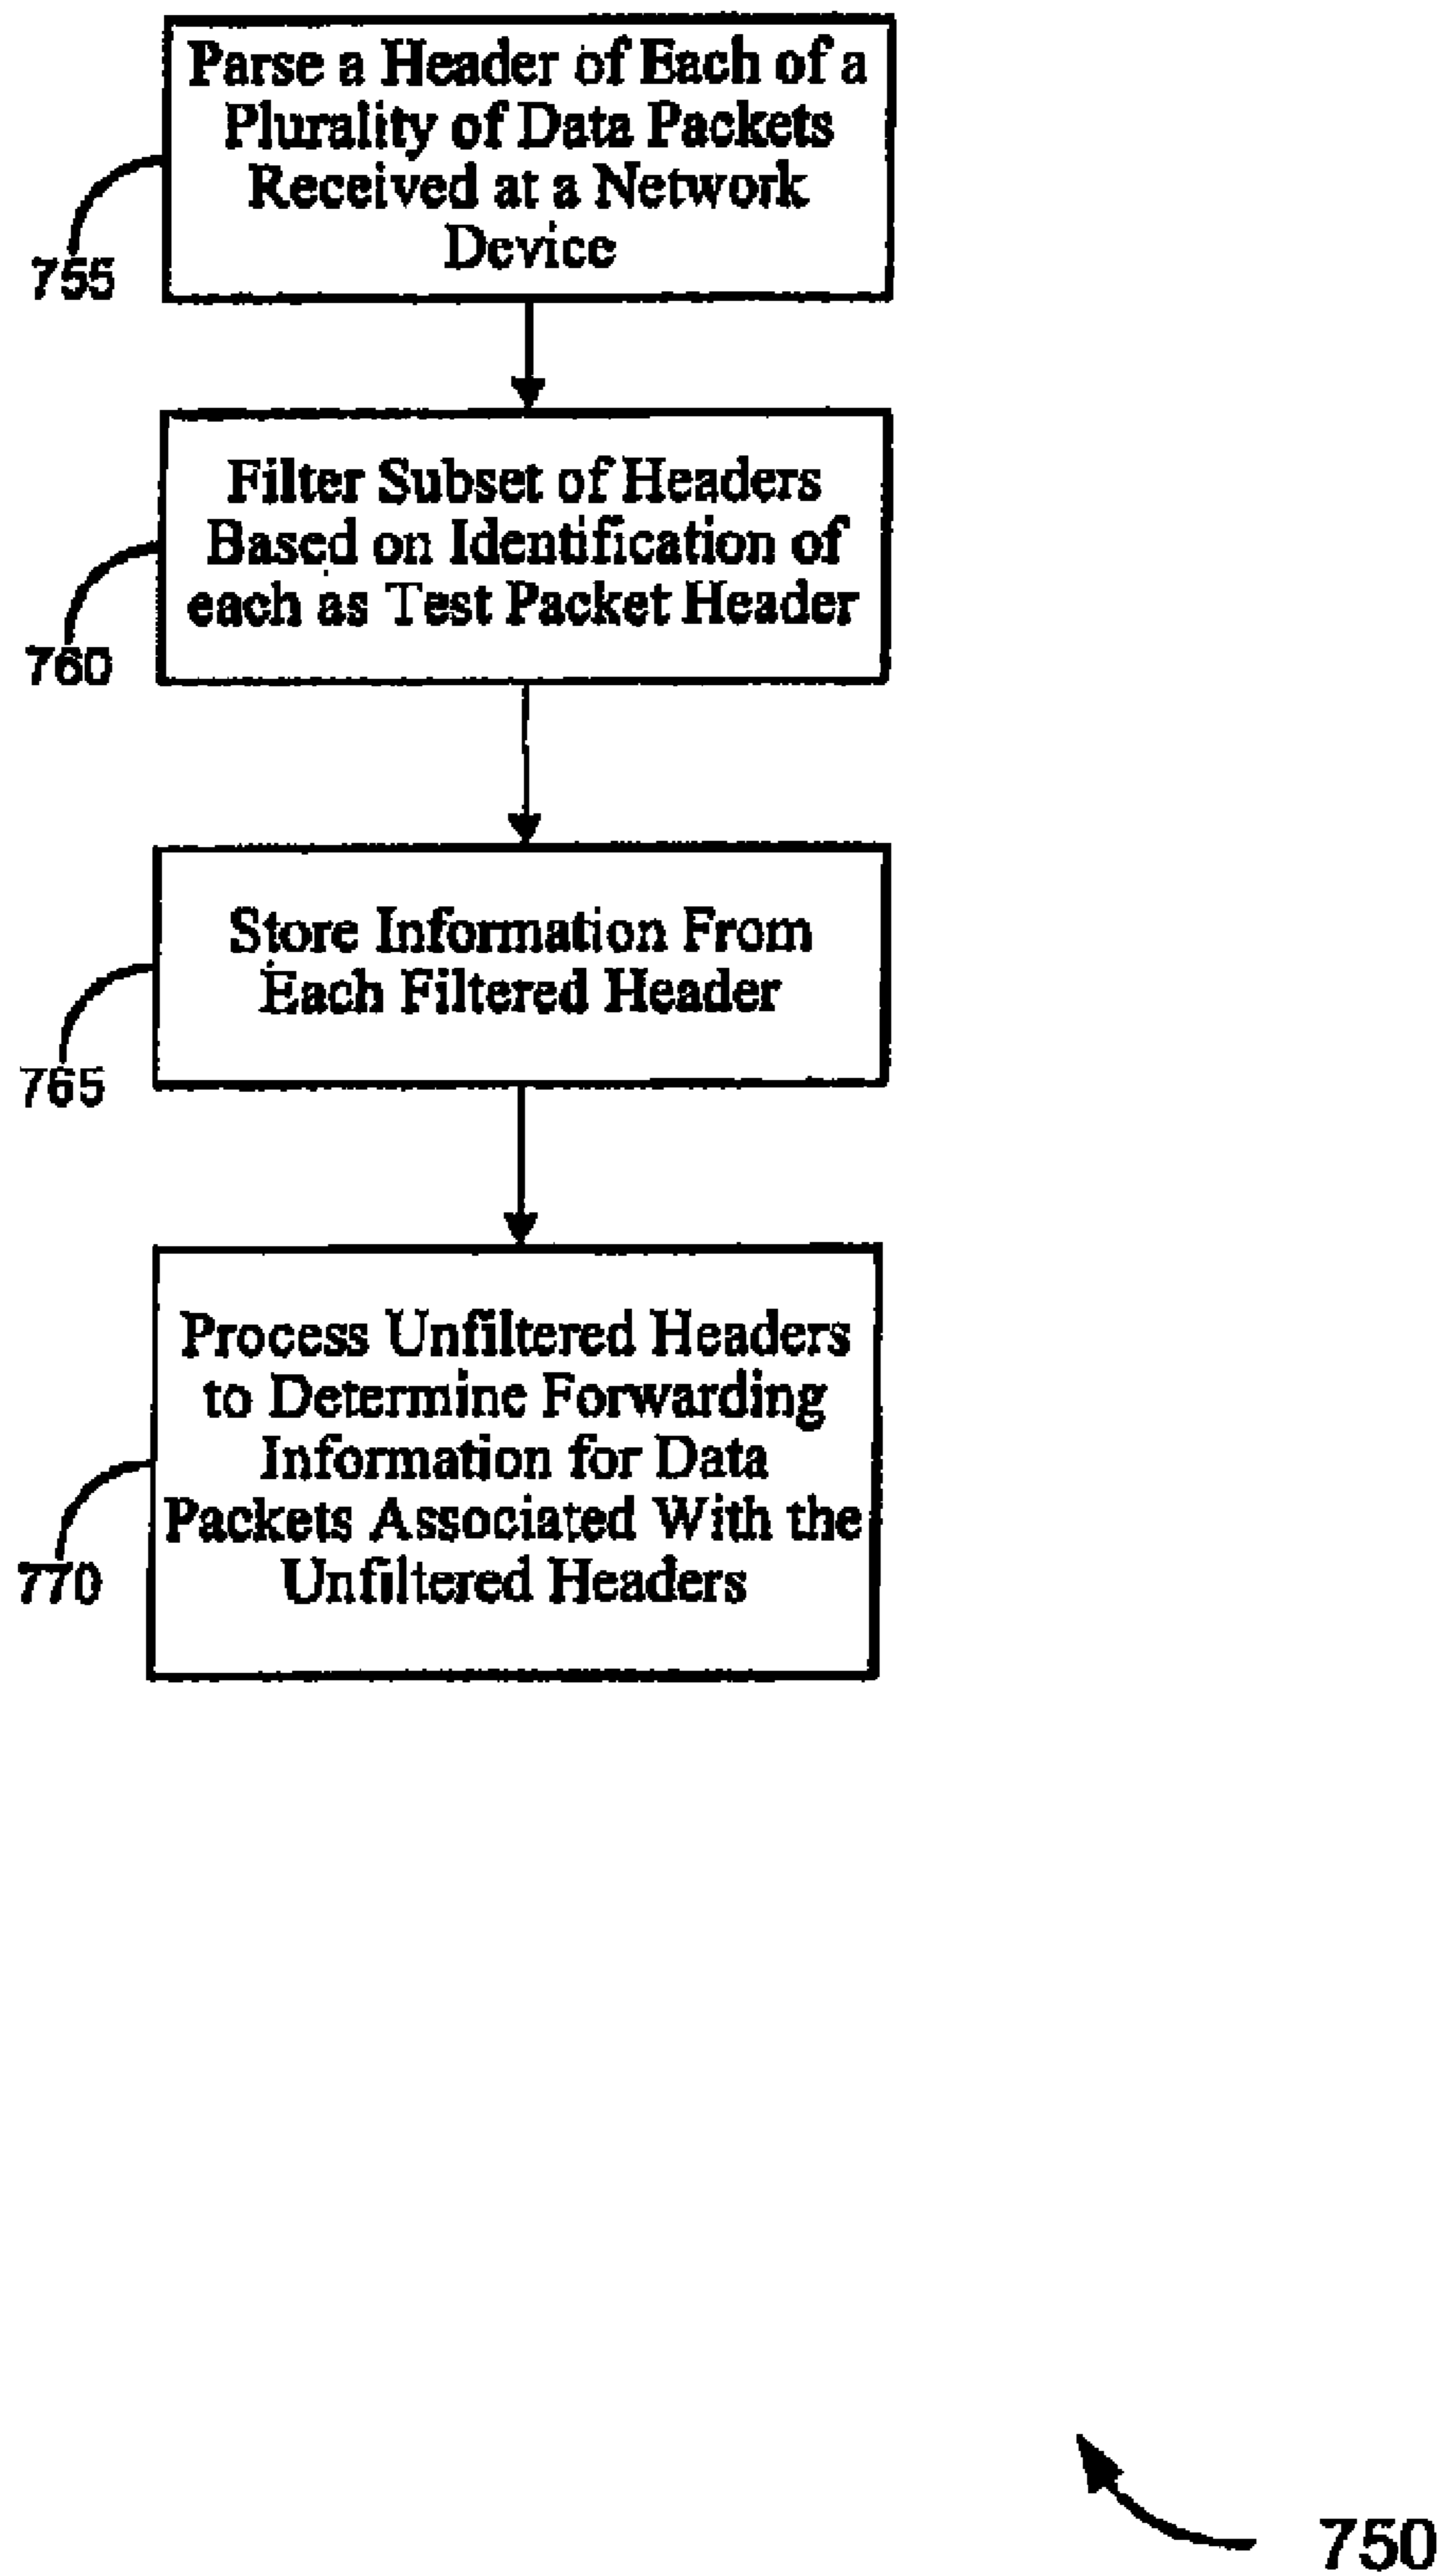 Parse a Header of Each of a
Plurality of Data Packets
Received at a Network
Device
755
Filter Subset of Headers
Based on Identification of
each as Test Packet Header
760
Store Information From
Each Filtered Header
765
Process Unfiltered Headers
to Determine Forwarding
Information for Data
Packets Associated With the
Unfiltered Headers
770
750